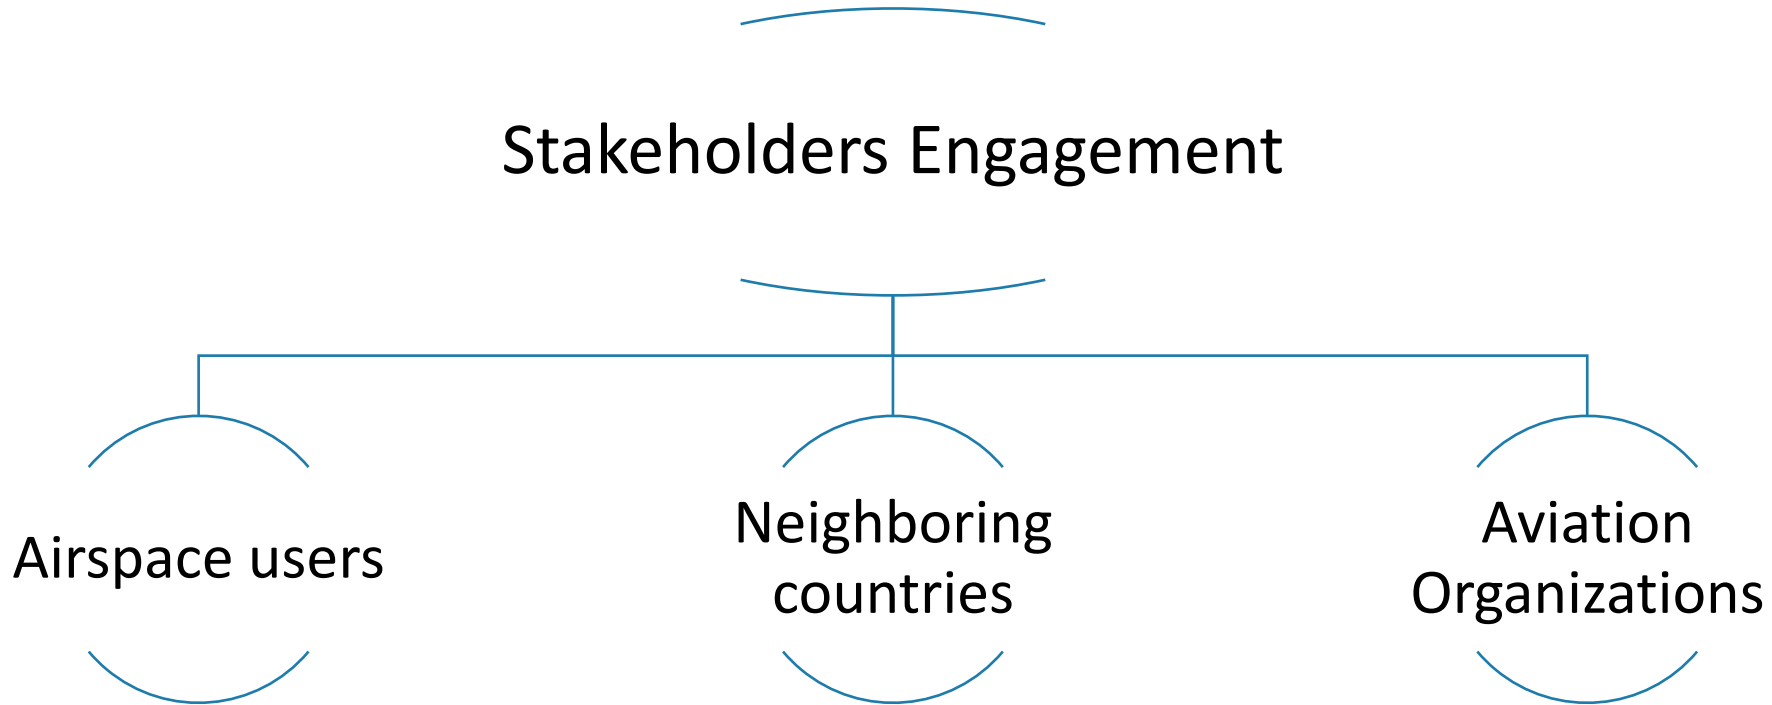 Stakeholders Engagement
Airspace users
Neighboring
countries
Aviation
Organizations